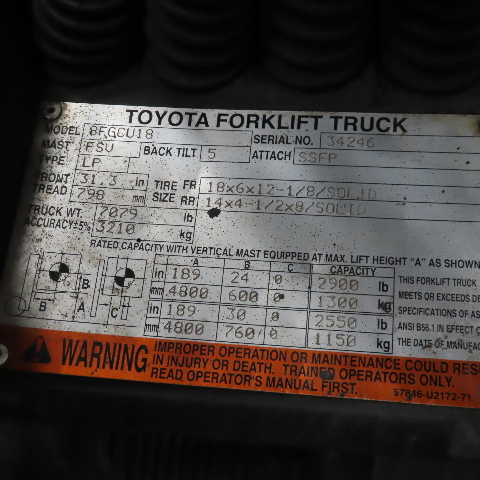 TOYOTA FORKLIFT TRUCK
MODEL 8FGCU18 SERIAL NO. 34246
MAST FSV BACK TILT 5 ATTACH SSFP
TYPE LP
FRONT TREAD 31.3 in TIRE SIZE FR 18x6x12-1/8/SOLID
798 mm RR 14x4-1/2x8/SOLID
TRUCK WT. 7079 lb
ACCURACY±5% 3210 kg
RATED CAPACITY WITH VERTICAL MAST EQUIPPED AT MAX. LIFT HEIGHT "A" AS SHOWN
A B C CAPACITY
in 189 24 0 2900 lb THIS FORKLIFT TRUCK
mm 4800 600 0 1300 kg MEETS OR EXCEEDS
in 189 30 0 2550 lb SPECIFICATIONS OF
mm 4800 760 0 1150 kg ANSI B56.1 IN EFFECT
THE DATE OF
B A B C
WARNING IMPROPER OPERATION OR MAINTENANCE COULD
IN INJURY OR DEATH. TRAINED OPERATORS ONLY.
READ OPERATOR'S MANUAL FIRST.
57846-U2172-71